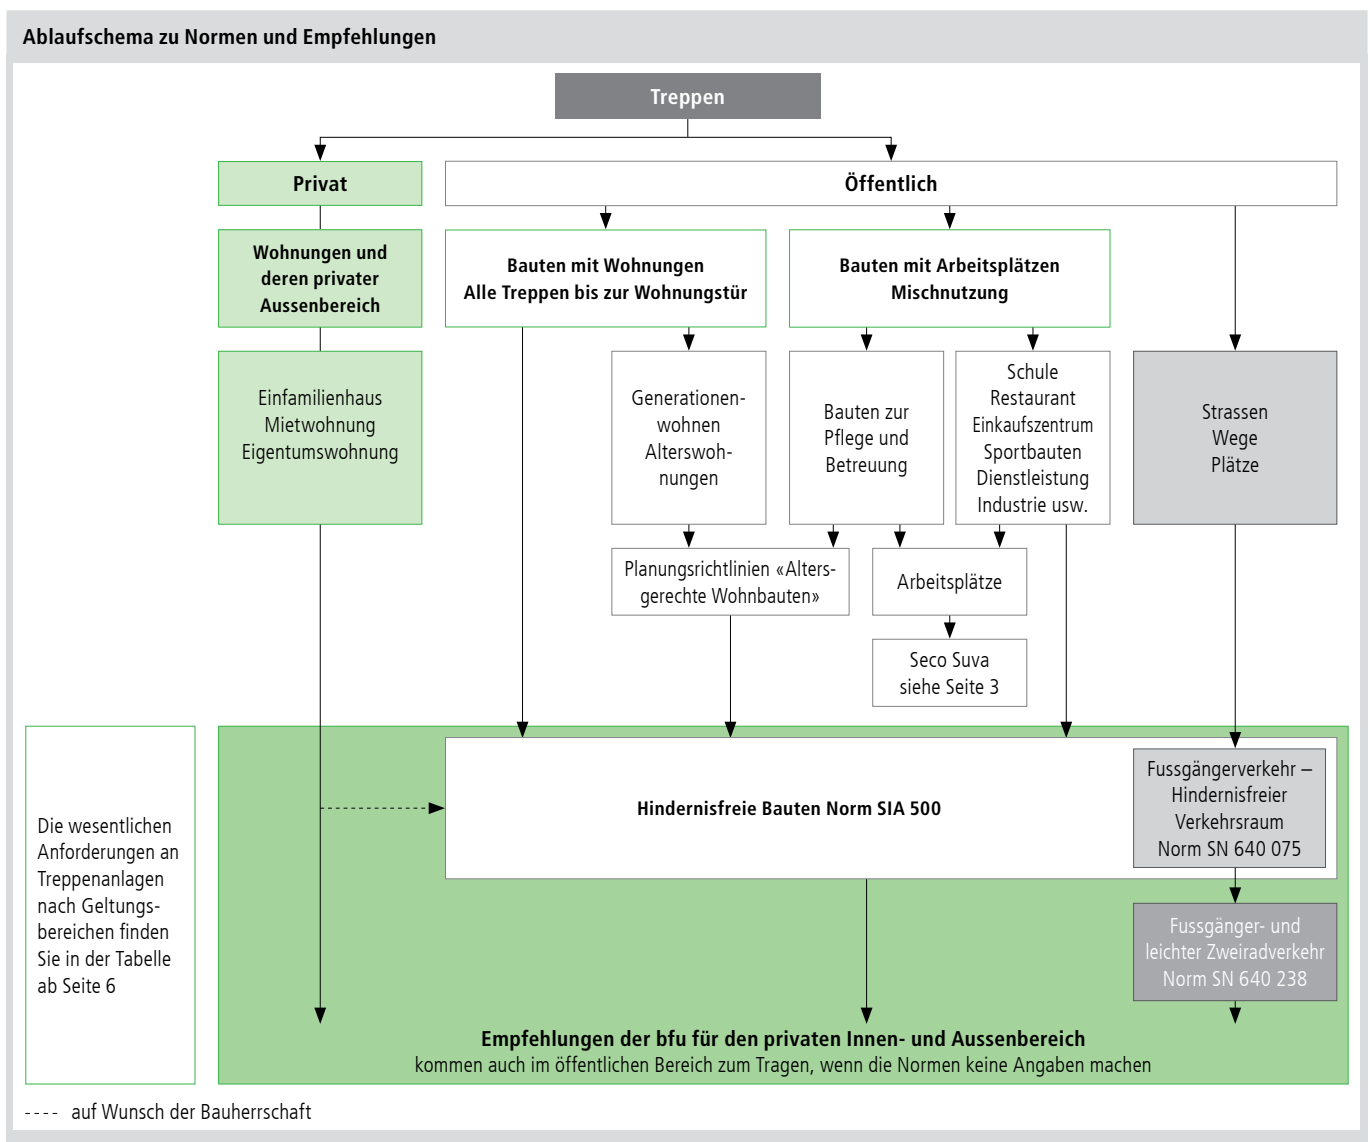 Ablaufschema zu Normen und Empfehlungen
Treppen
Privat
Öffentlich
Wohnungen und
deren privater
Aussenbereich
Bauten mit Wohnungen
Alle Treppen bis zur Wohnungstür
Bauten mit Arbeitsplätzen
Mischnutzung
Einfamilienhaus
Mietwohnung
Eigentumswohnung
Generationen-
wohnen
Alterswoh-
nungen
Bauten zur
Pflege und
Betreuung
Schule
Restaurant
Einkaufszentrum
Sportbauten
Dienstleistung
Industrie usw.
Strassen
Wege
Plätze
Planungsrichtlinien «Alters-
gerechte Wohnbauten»
Arbeitsplätze
Seco Suva
siehe Seite 3
Die wesentlichen
Anforderungen an
Treppenanlagen
nach Geltungs-
bereichen finden
Sie in der Tabelle
ab Seite 6
Hindernisfreie Bauten Norm SIA 500
Fussgängerverkehr –
Hindernisfreier
Verkehrsraum
Norm SN 640 075
Fussgänger- und
leichter Zweiradverkehr
Norm SN 640 238
Empfehlungen der bfu für den privaten Innen- und Aussenbereich
kommen auch im öffentlichen Bereich zum Tragen, wenn die Normen keine Angaben machen
---- auf Wunsch der Bauherrschaft